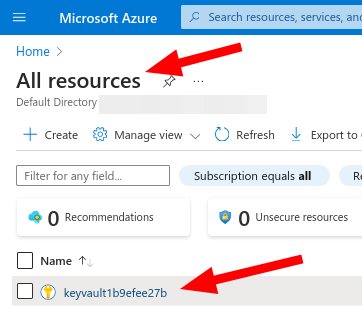 Microsoft Azure
Search resources, services, and
Home >
All resources
...
Default Directory
+ Create
Manage view
Refresh
Export to
Filter for any field...
Subscription equals all
Re
0 Recommendations
0 Unsecure resources
Name ↑↓
keyvault1b9efee27b